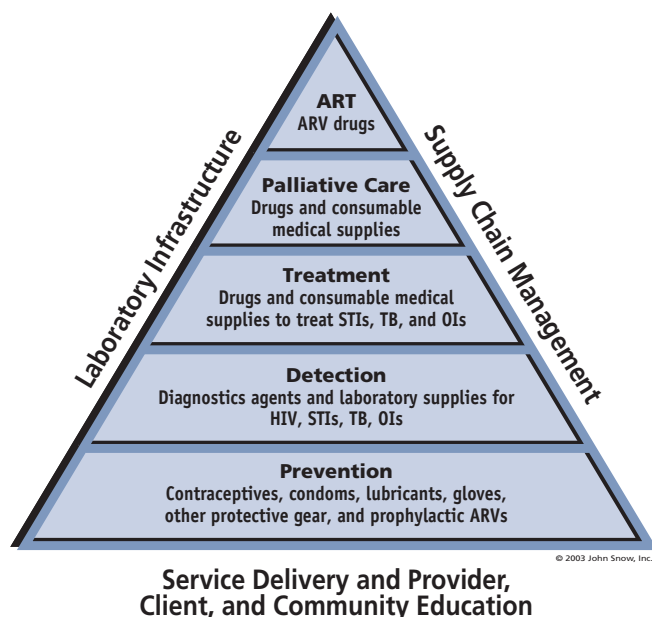 ART
ARV drugs
Palliative Care
Drugs and consumable
medical supplies
Treatment
Drugs and consumable medical
supplies to treat STIs, TB, and OIs
Detection
Diagnostics agents and laboratory supplies for
HIV, STIs, TB, OIs
Prevention
Contraceptives, condoms, lubricants, gloves,
other protective gear, and prophylactic ARVs
Laboratory Infrastructure
Supply Chain Management
© 2003 John Snow, Inc.
Service Delivery and Provider,
Client, and Community Education